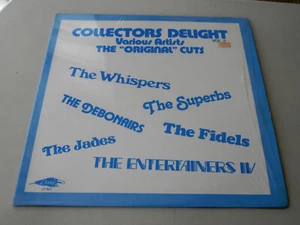 COLLECTORS DELIGHT
Various Artists
THE "ORIGINAL" CUTS
The Whispers
The Superbs
THE DEBONAIRS
The Fidels
The Jades
THE ENTERTAINERS IV